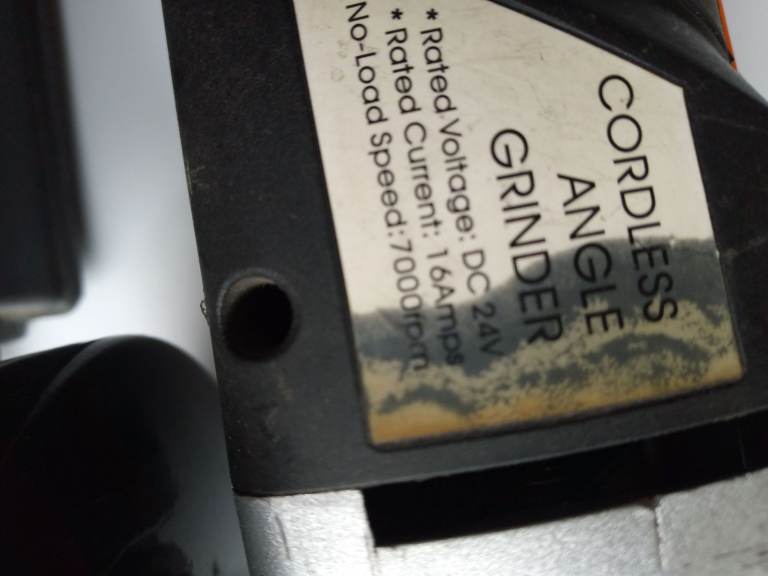 CORDLESS
ANGLE
GRINDER
* Rated Voltage: DC 24V
* Rated Current: 16Amps
No-Load Speed:7000rpm